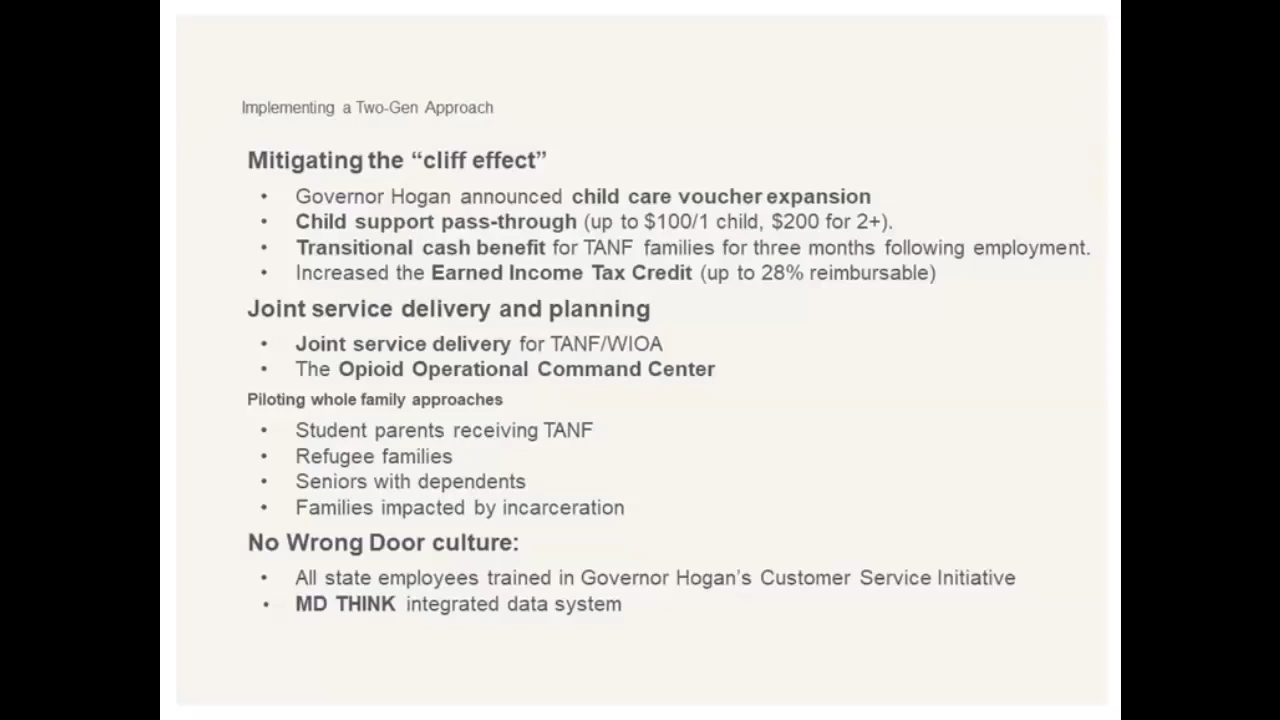 Implementing a Two-Gen Approach
Mitigating the “cliff effect”
• Governor Hogan announced child care voucher expansion
• Child support pass-through (up to $100/1 child, $200 for 2+).
• Transitional cash benefit for TANF families for three months following employment.
• Increased the Earned Income Tax Credit (up to 28% reimbursable)
Joint service delivery and planning
• Joint service delivery for TANF/WIOA
• The Opioid Operational Command Center
Piloting whole family approaches
• Student parents receiving TANF
• Refugee families
• Seniors with dependents
• Families impacted by incarceration
No Wrong Door culture:
• All state employees trained in Governor Hogan’s Customer Service Initiative
• MD THINK integrated data system